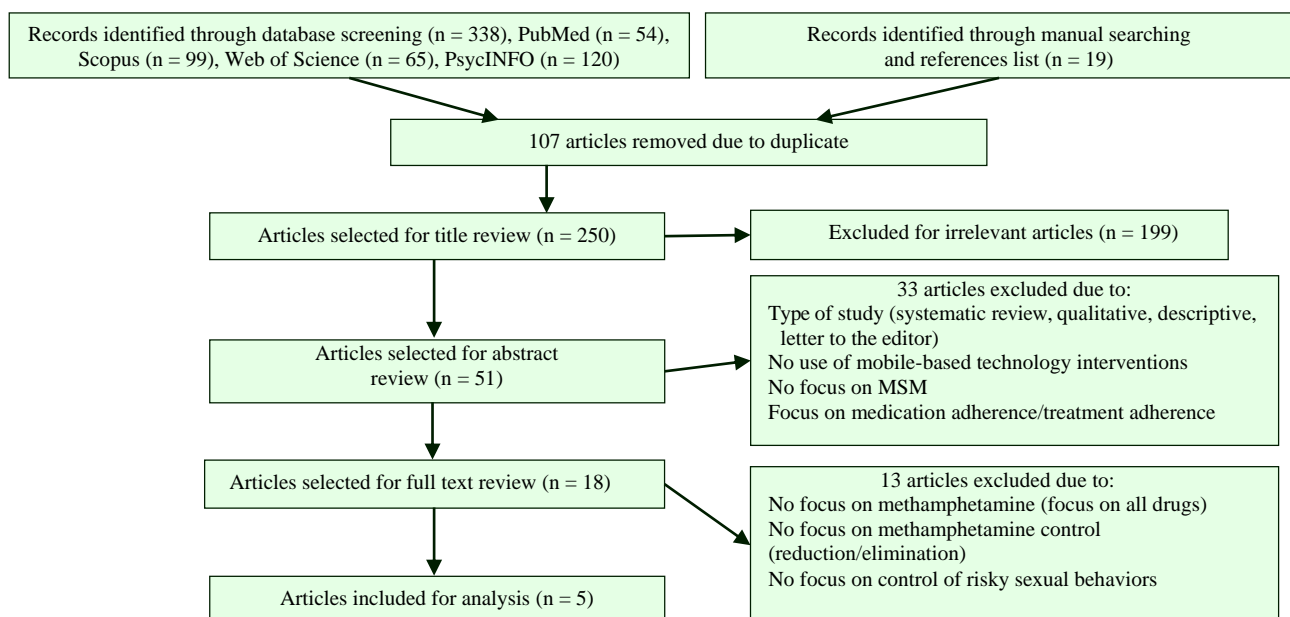 Records identified through database screening (n = 338), PubMed (n = 54),
Scopus (n = 99), Web of Science (n = 65), PsycINFO (n = 120)
Records identified through manual searching
and references list (n = 19)
107 articles removed due to duplicate
Articles selected for title review (n = 250)
Excluded for irrelevant articles (n = 199)
Articles selected for abstract
review (n = 51)
33 articles excluded due to:
Type of study (systematic review, qualitative, descriptive,
letter to the editor)
No use of mobile-based technology interventions
No focus on MSM
Focus on medication adherence/treatment adherence
Articles selected for full text review (n = 18)
13 articles excluded due to:
No focus on methamphetamine (focus on all drugs)
No focus on methamphetamine control
(reduction/elimination)
No focus on control of risky sexual behaviors
Articles included for analysis (n = 5)